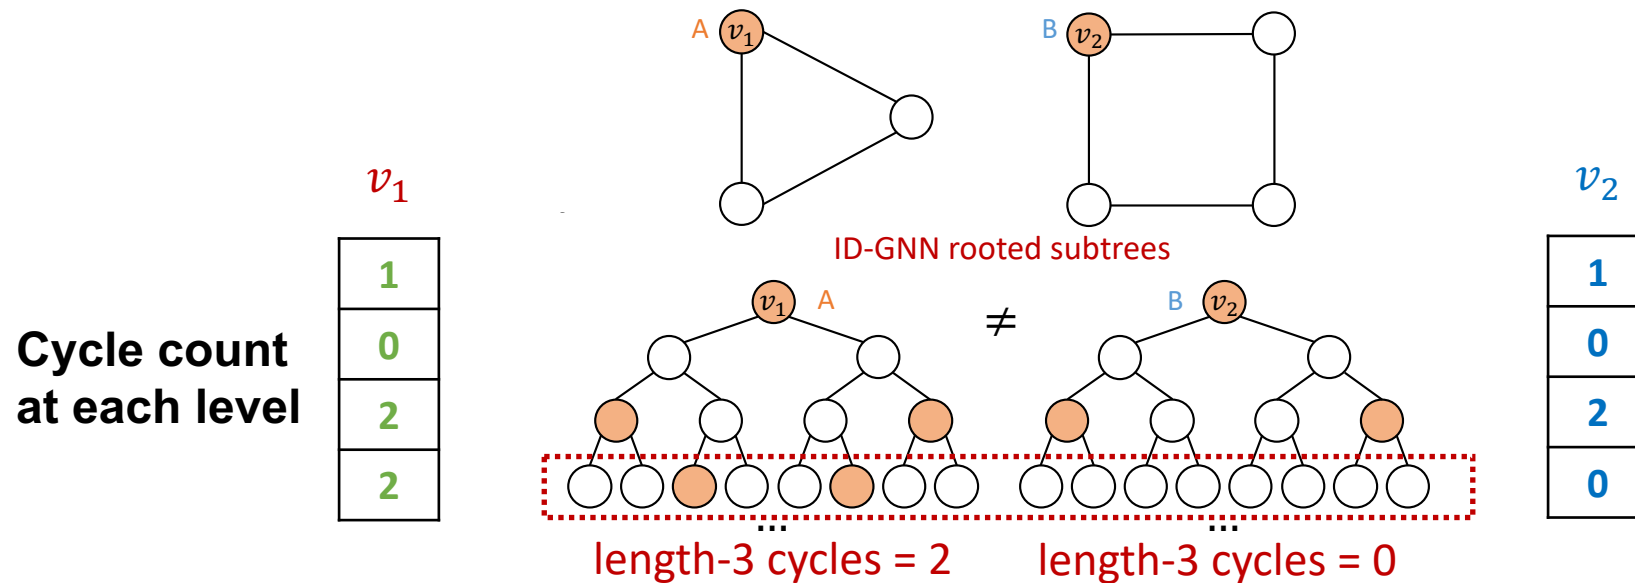 A v₁
B v₂
v₁
v₂
ID-GNN rooted subtrees
1
0
2
2
Cycle count
at each level
v₁ A
≠
B v₂
1
0
2
0
...
...
length-3 cycles = 2
length-3 cycles = 0